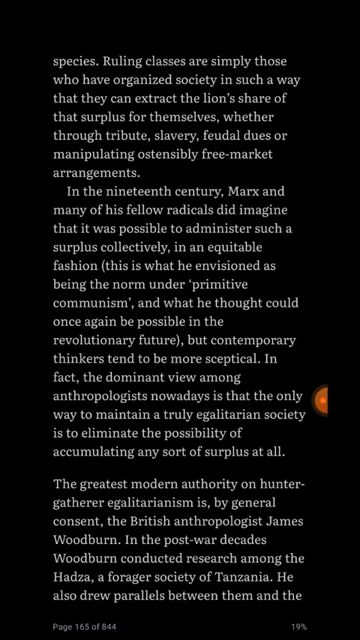 species. Ruling classes are simply those
who have organized society in such a way
that they can extract the lion's share of
that surplus for themselves, whether
through tribute, slavery, feudal dues or
manipulating ostensibly free-market
arrangements.
In the nineteenth century, Marx and
many of his fellow radicals did imagine
that it was possible to administer such a
surplus collectively, in an equitable
fashion (this is what he envisioned as
being the norm under ‘primitive
communism’, and what he thought could
once again be possible in the
revolutionary future), but contemporary
thinkers tend to be more sceptical. In
fact, the dominant view among
anthropologists nowadays is that the only
way to maintain a truly egalitarian society
is to eliminate the possibility of
accumulating any sort of surplus at all.
The greatest modern authority on hunter-
gatherer egalitarianism is, by general
consent, the British anthropologist James
Woodburn. In the post-war decades
Woodburn conducted research among the
Hadza, a forager society of Tanzania. He
also drew parallels between them and the
Page 165 of 844
19%